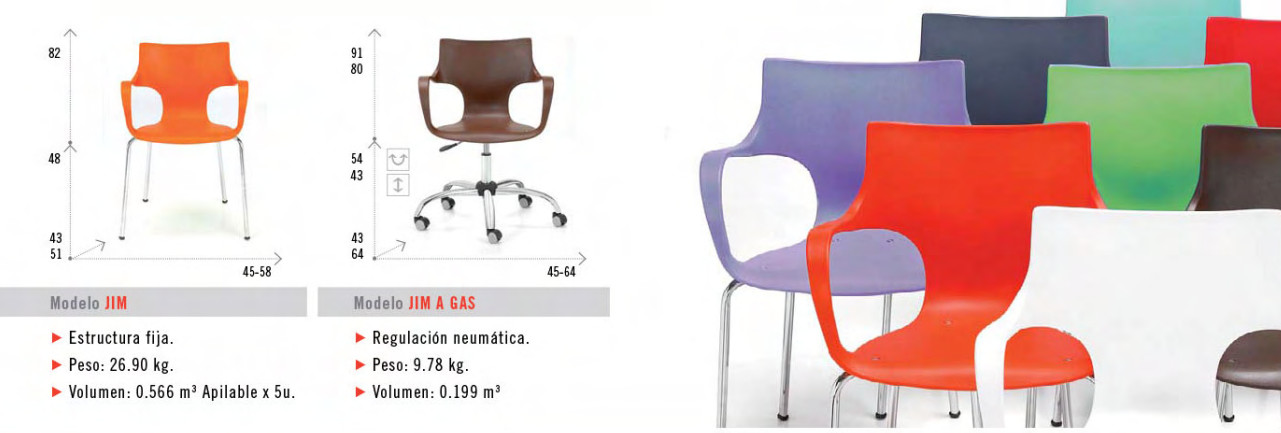 82
48
43
51
45-58
Modelo JIM
► Estructura fija.
► Peso: 26.90 kg.
► Volumen: 0.566 m³ Apilable x 5u.
91
80
54
43
43
64
45-64
Modelo JIM A GAS
► Regulación neumática.
► Peso: 9.78 kg.
► Volumen: 0.199 m³